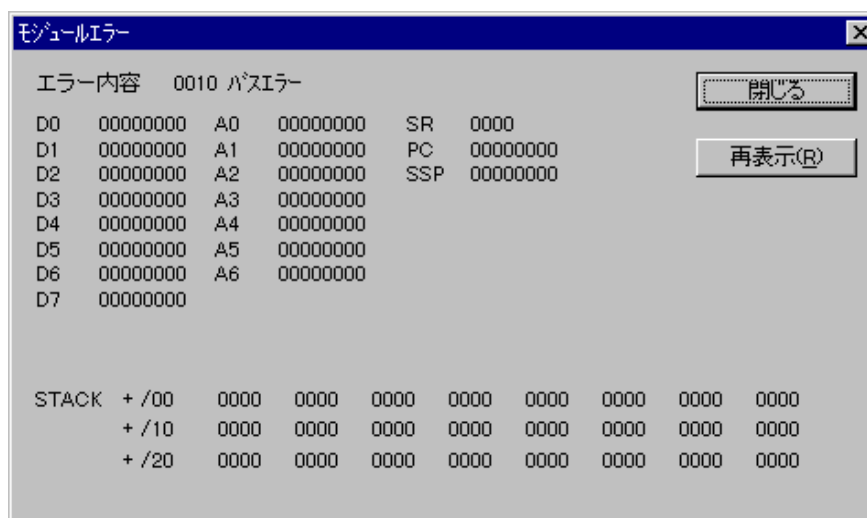 ﾓｼﾞｭｰﾙｴﾗｰ
エラー内容 0010 ﾊﾞｽｴﾗｰ
閉じる
D0 00000000 A0 00000000 SR 0000
D1 00000000 A1 00000000 PC 00000000
再表示(R)
D2 00000000 A2 00000000 SSP 00000000
D3 00000000 A3 00000000
D4 00000000 A4 00000000
D5 00000000 A5 00000000
D6 00000000 A6 00000000
D7 00000000
STACK + /00 0000 0000 0000 0000 0000 0000 0000 0000
+ /10 0000 0000 0000 0000 0000 0000 0000 0000
+ /20 0000 0000 0000 0000 0000 0000 0000 0000